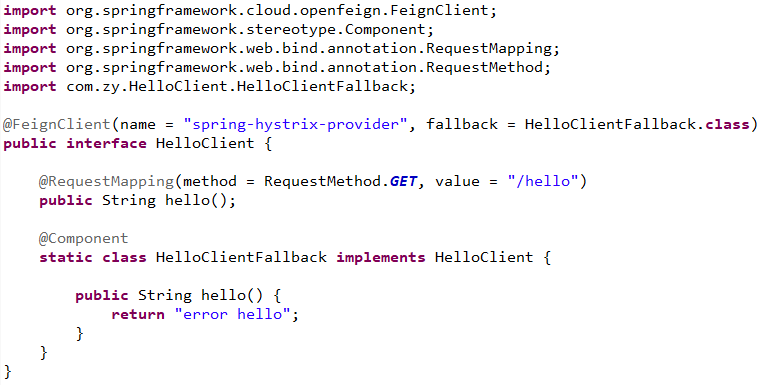 import org.springframework.cloud.openfeign.FeignClient;
import org.springframework.stereotype.Component;
import org.springframework.web.bind.annotation.RequestMapping;
import org.springframework.web.bind.annotation.RequestMethod;
import com.zy.HelloClient.HelloClientFallback;

@FeignClient(name = "spring-hystrix-provider", fallback = HelloClientFallback.class)
public interface HelloClient {

    @RequestMapping(method = RequestMethod.GET, value = "/hello")
    public String hello();

    @Component
    static class HelloClientFallback implements HelloClient {

        public String hello() {
            return "error hello";
        }
    }
}